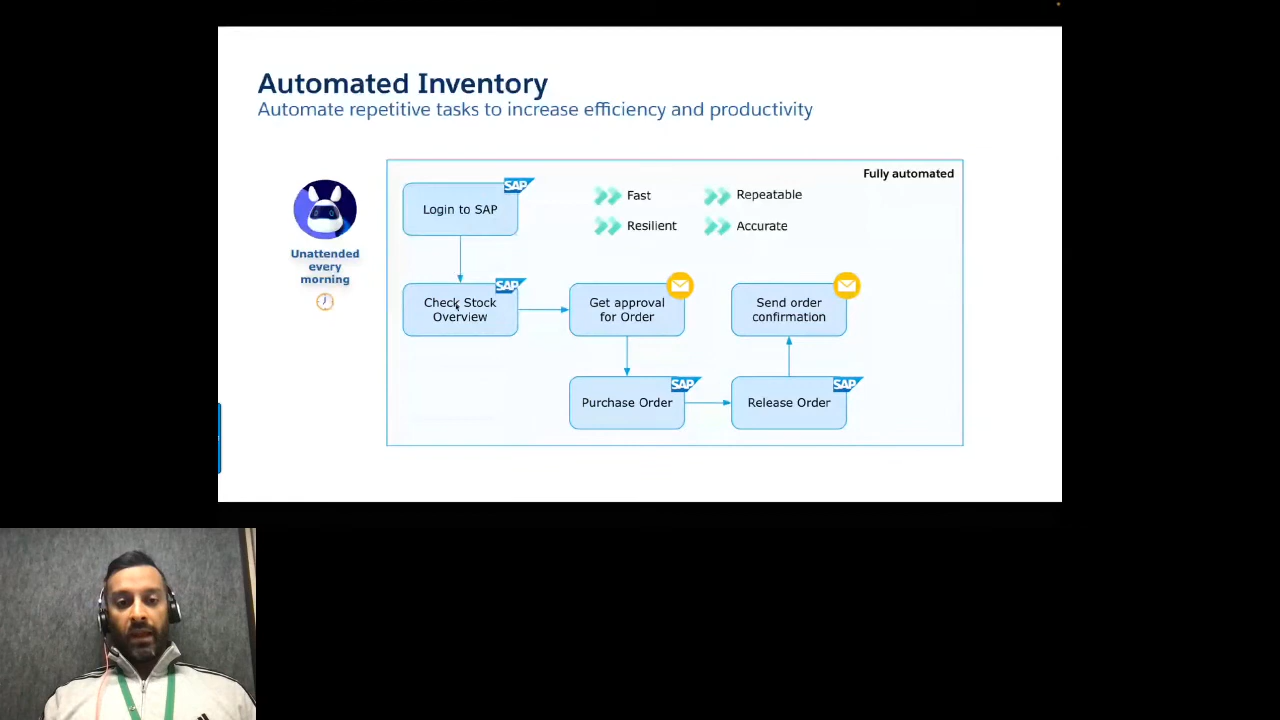 Automated Inventory
Automate repetitive tasks to increase efficiency and productivity
Fully automated
SAP
Login to SAP
Fast
Repeatable
Resilient
Accurate
Unattended
every
morning
SAP
Check Stock
Overview
Get approval
for Order
Send order
confirmation
SAP
Purchase Order
SAP
Release Order